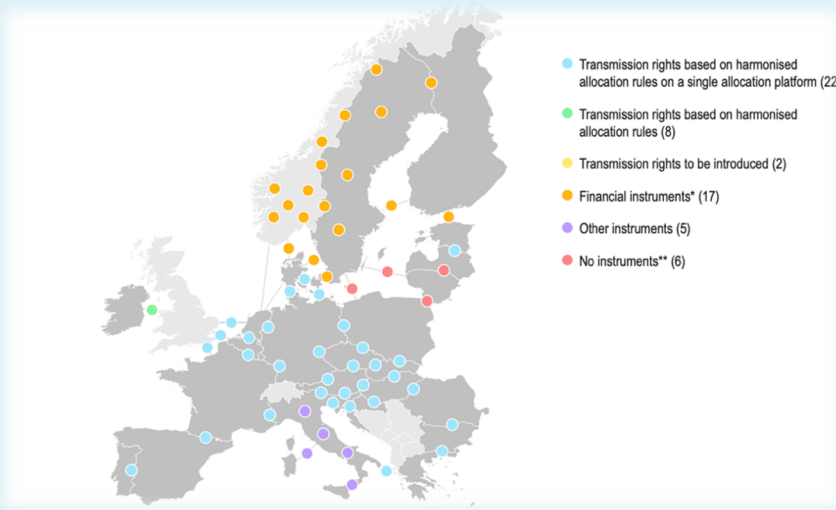 Transmission rights based on harmonised
allocation rules on a single allocation platform (22
Transmission rights based on harmonised
allocation rules (8)
Transmission rights to be introduced (2)
Financial instruments* (17)
Other instruments (5)
No instruments** (6)